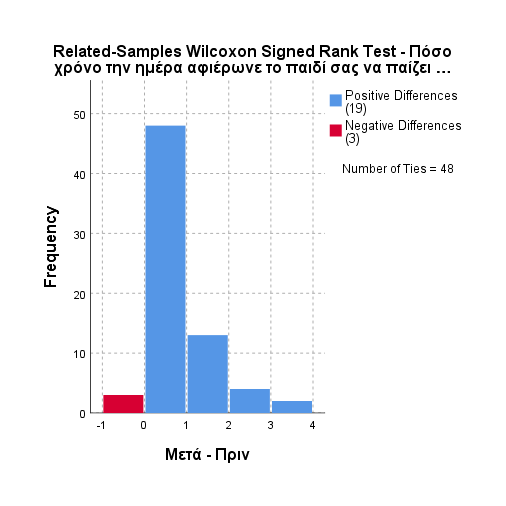 Related-Samples Wilcoxon Signed Rank Test - Πόσο
χρόνο την ημέρα αφιέρωνε το παιδί σας να παίζει …
Positive Differences
(19)
Negative Differences
(3)
Number of Ties = 48
Frequency
50
40
30
20
10
0
-1 0 1 2 3 4
Μετά - Πριν